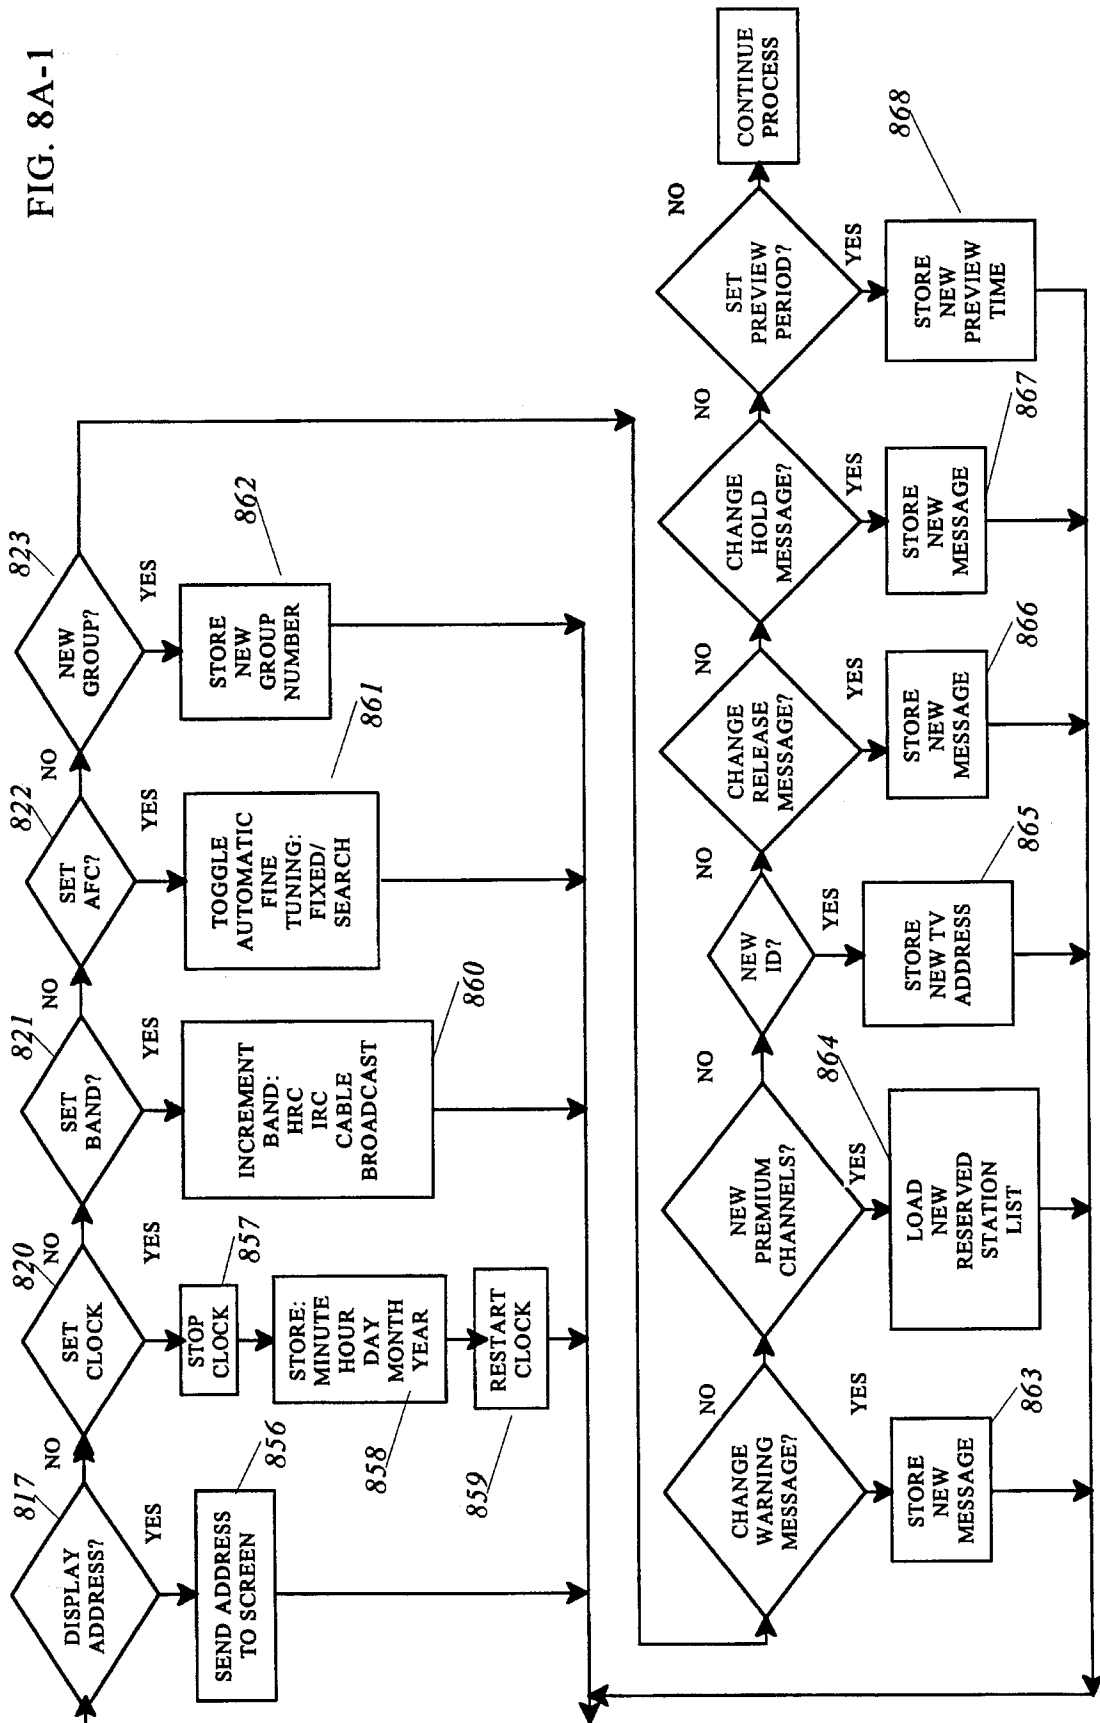 FIG. 8A-1
817
DISPLAY
ADDRESS?
NO
YES
SEND ADDRESS
TO SCREEN
856
820
SET
CLOCK
NO
YES
STOP
CLOCK
857
STORE:
MINUTE
HOUR
DAY
MONTH
YEAR
858
RESTART
CLOCK
859
821
SET
BAND?
NO
YES
INCREMENT
BAND:
HRC
IRC
CABLE
BROADCAST
860
822
SET
AFC?
NO
YES
TOGGLE
AUTOMATIC
FINE
TUNING:
FIXED/
SEARCH
861
823
NEW
GROUP?
YES
STORE
NEW
GROUP
NUMBER
862
CHANGE
WARNING
MESSAGE?
NO
YES
STORE
NEW
MESSAGE
863
NEW
PREMIUM
CHANNELS?
NO
YES
LOAD
NEW
RESERVED
STATION
LIST
864
NEW
ID?
NO
YES
STORE
NEW TV
ADDRESS
865
CHANGE
RELEASE
MESSAGE?
NO
YES
STORE
NEW
MESSAGE
866
CHANGE
HOLD
MESSAGE?
NO
YES
STORE
NEW
MESSAGE
867
SET
PREVIEW
PERIOD?
NO
YES
STORE
NEW
PREVIEW
TIME
868
CONTINUE
PROCESS